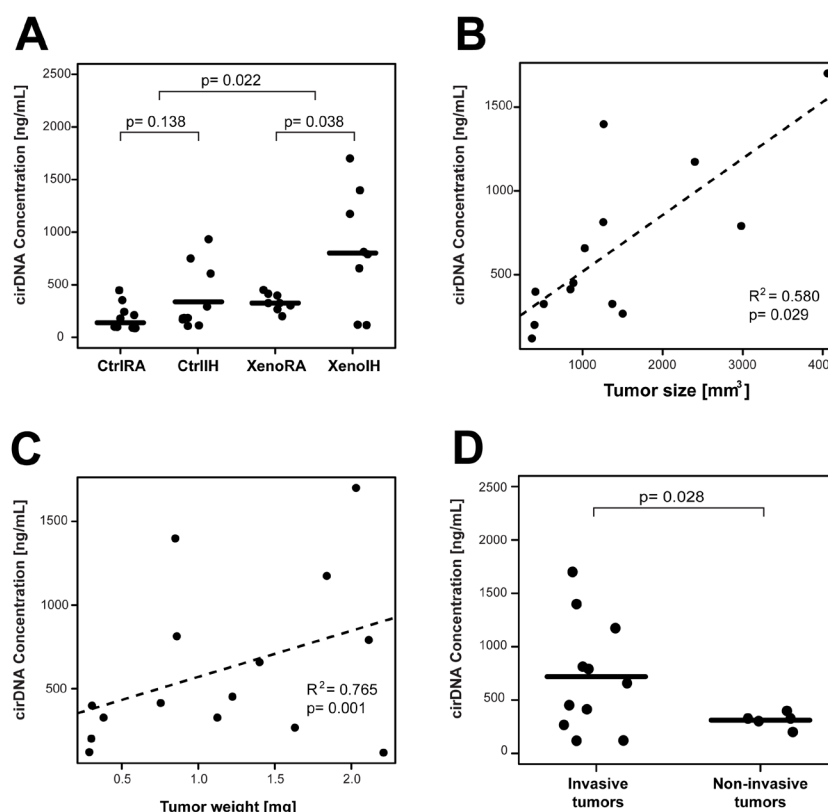 A
cirDNA Concentration [ng/mL]
2500
2000
1500
1000
500
0
p= 0.022
p= 0.138
p= 0.038
CtrlRA
CtrlIH
XenoRA
XenoIH
B
cirDNA Concentration [ng/mL]
1500
1000
500
R² = 0.580
p= 0.029
1000
2000
3000
400
Tumor size [mm³]
C
cirDNA Concentration [ng/mL]
1500
1000
500
R² = 0.765
p= 0.001
0.5
1.0
1.5
2.0
Tumor weight [mg]
D
cirDNA Concentration [ng/mL]
2500
2000
1500
1000
500
0
p= 0.028
Invasive
tumors
Non-invasive
tumors